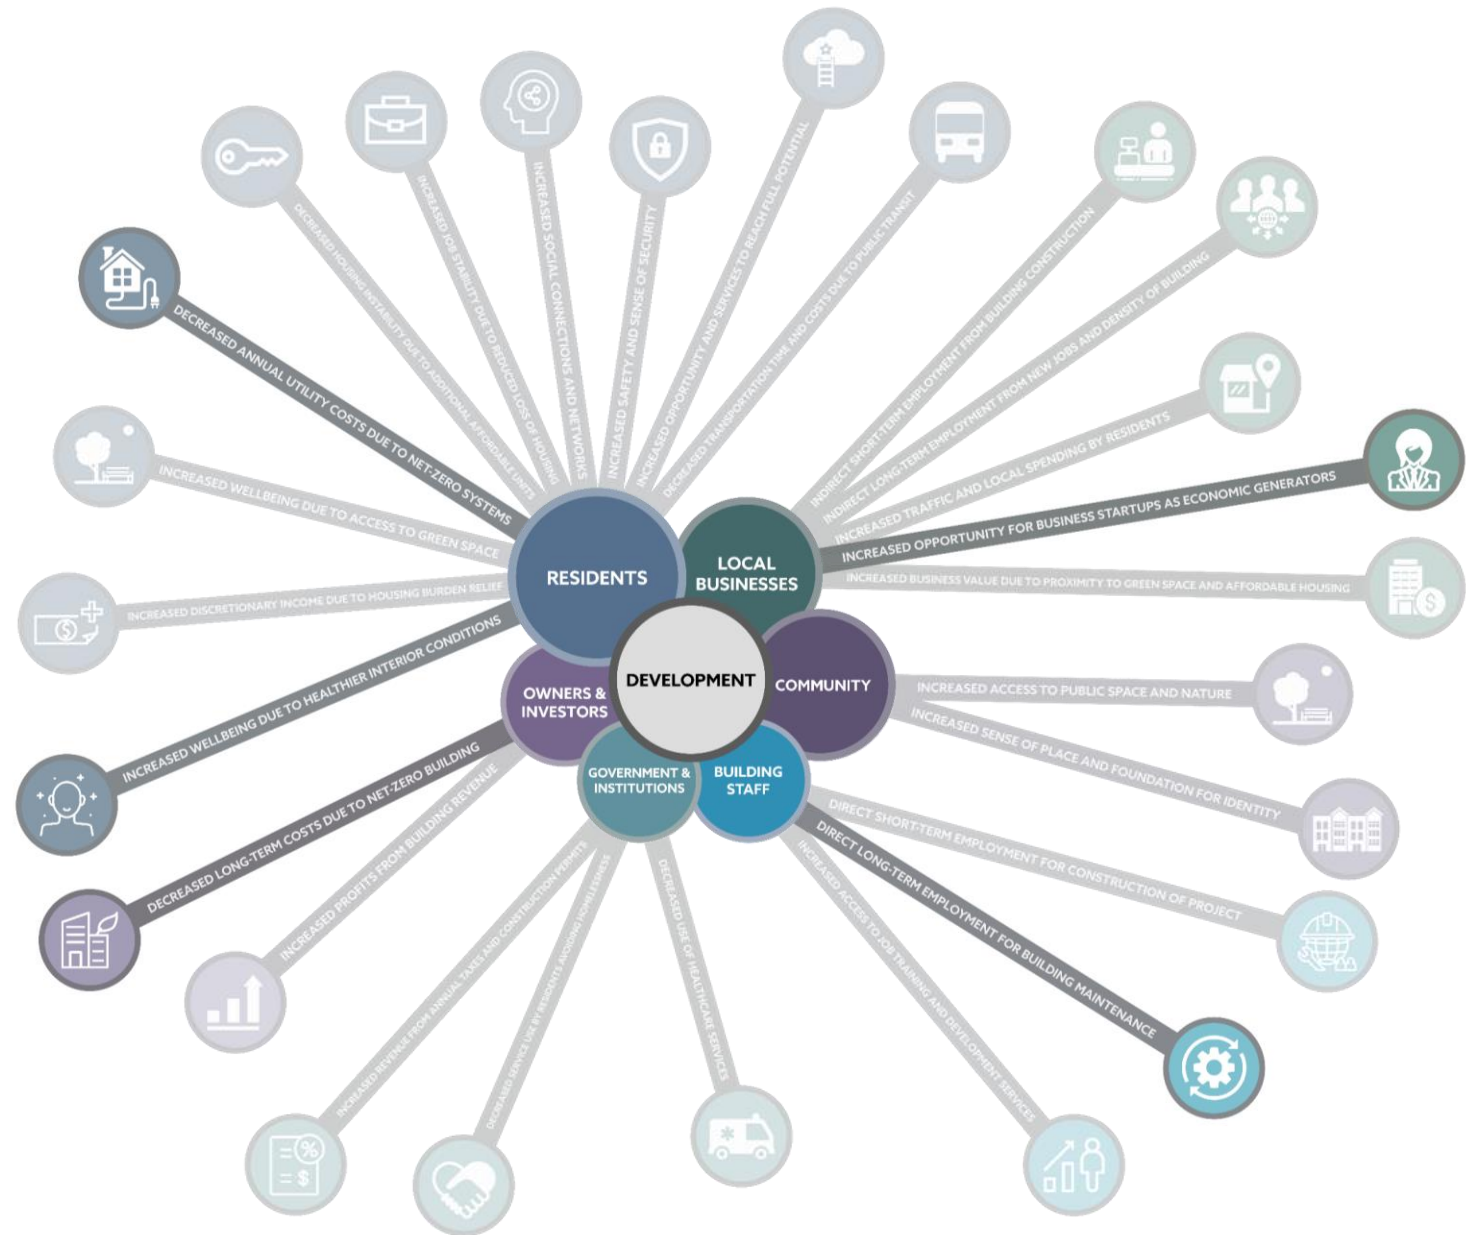 RESIDENTS
LOCAL
BUSINESSES
DEVELOPMENT
COMMUNITY
OWNERS &
INVESTORS
GOVERNMENT &
INSTITUTIONS
BUILDING
STAFF
INCREASED WELLBEING DUE TO HEALTHIER INTERIOR CONDITIONS
INCREASED DISCRETIONARY INCOME DUE TO HOUSING BURDEN RELIEF
INCREASED WELLBEING DUE TO ACCESS TO GREEN SPACE
DECREASED ANNUAL UTILITY COSTS DUE TO NET-ZERO SYSTEMS
DECREASED HOUSING INSTABILITY DUE TO ADDITIONAL AFFORDABLE UNITS
INCREASED JOB STABILITY DUE TO REDUCED LOSS OF HOUSING
INCREASED SOCIAL CONNECTIONS AND NETWORKS
INCREASED SAFETY AND SENSE OF SECURITY
INCREASED OPPORTUNITY AND SERVICES TO REACH FULL POTENTIAL
DECREASED TRANSPORTATION TIME AND COSTS DUE TO PUBLIC TRANSIT
INDIRECT SHORT-TERM EMPLOYMENT FROM BUILDING CONSTRUCTION
INDIRECT LONG-TERM EMPLOYMENT FROM NEW JOBS AND DENSITY OF BUILDING
INCREASED TRAFFIC AND LOCAL SPENDING BY RESIDENTS
INCREASED OPPORTUNITY FOR BUSINESS STARTUPS AS ECONOMIC GENERATORS
INCREASED BUSINESS VALUE DUE TO PROXIMITY TO GREEN SPACE AND AFFORDABLE HOUSING
INCREASED ACCESS TO PUBLIC SPACE AND NATURE
INCREASED SENSE OF PLACE AND FOUNDATION FOR IDENTITY
DIRECT SHORT-TERM EMPLOYMENT FOR CONSTRUCTION OF PROJECT
DIRECT LONG-TERM EMPLOYMENT FOR BUILDING MAINTENANCE
INCREASED ACCESS TO JOB TRAINING AND DEVELOPMENT SERVICES
DECREASED USE OF HEALTHCARE SERVICES
DECREASED SERVICE USE BY RESIDENTS AVOIDING HOMELESSNESS
INCREASED REVENUE FROM ANNUAL TAXES AND CONSTRUCTION PERMITS
INCREASED PROFITS FROM BUILDING REVENUE
DECREASED LONG-TERM COSTS DUE TO NET-ZERO BUILDING